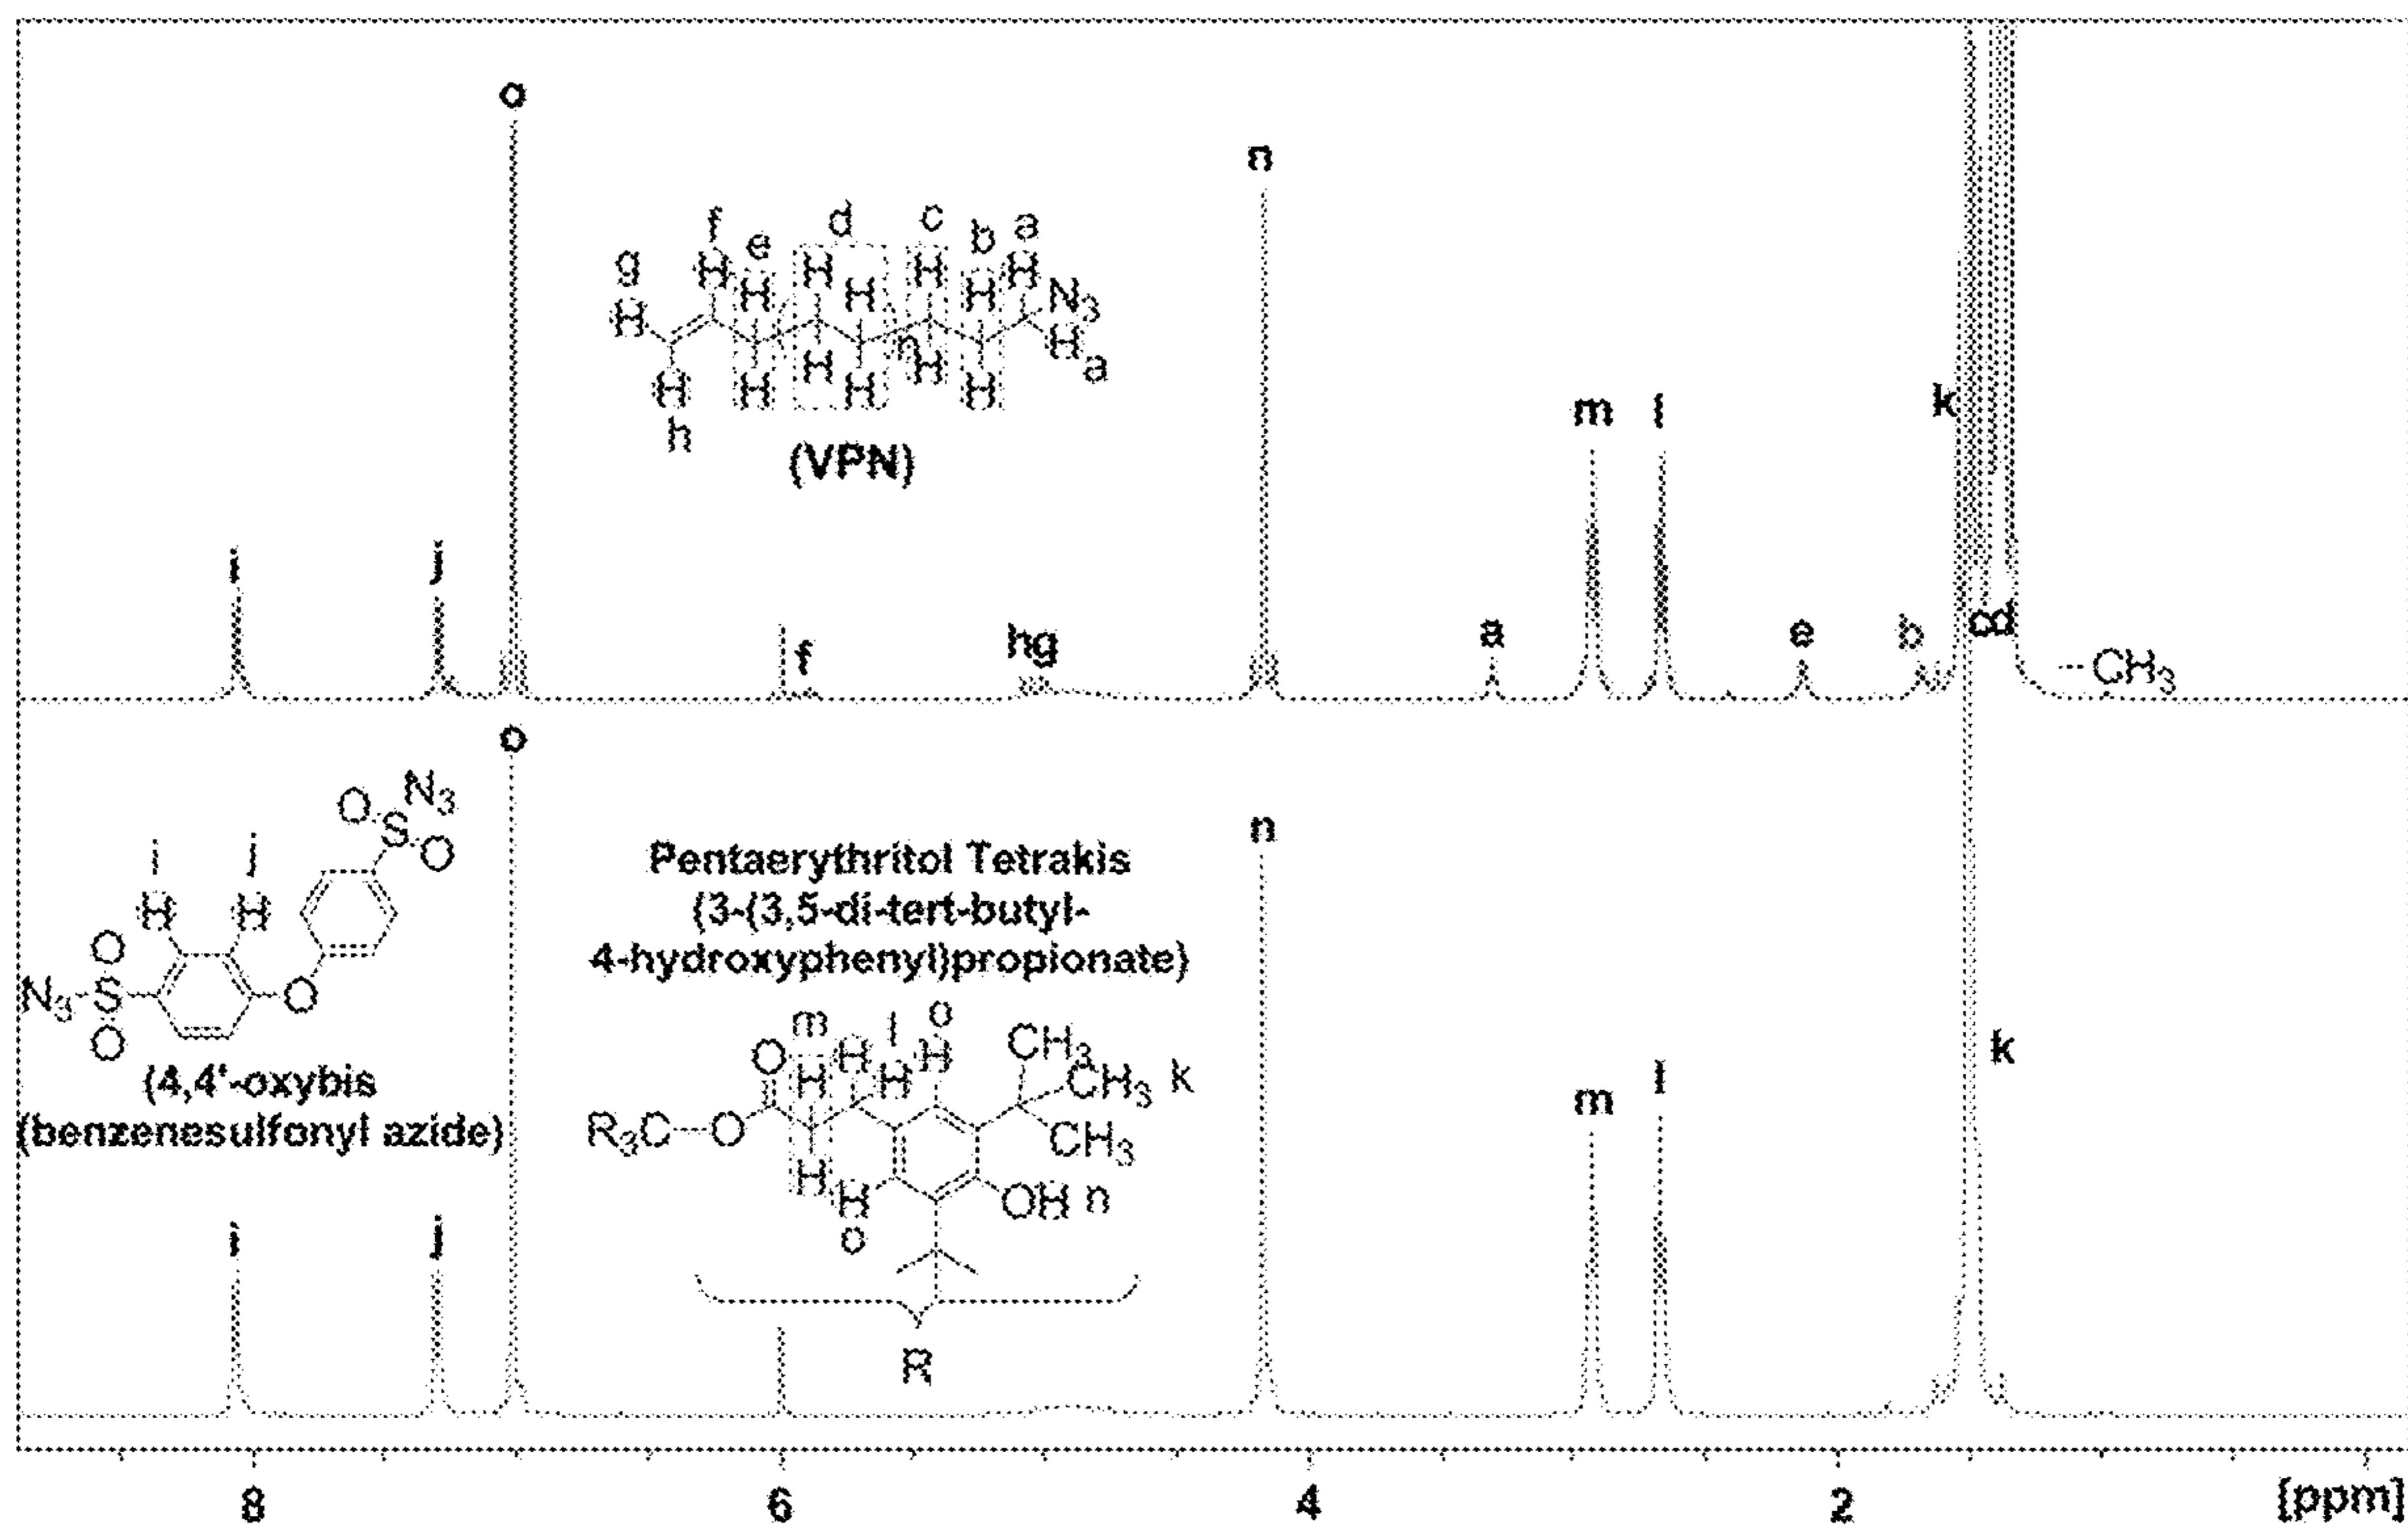 o
n
f
e
d
c
b
a
g
H
H
H
H
H
H
H
N3
H
H
n
a
H
H
H
H
H
H
h
(VPN)
m
l
k
i
j
f
hg
a
e
b
c
d
--CH3
o
N3
O
S
O
i
j
H
H
O
N3
S
O
O
(4,4'-oxybis
(benzenesulfonyl azide)
Pentaerythritol Tetrakis
(3-(3,5-di-tert-butyl-
4-hydroxyphenyl)propionate)
n
m
l
o
O
H
H
H
H
CH3
CH3
k
CH3
R3C
O
H
H
OH
n
o
R
m
l
k
i
j
8
6
4
2
[ppm]